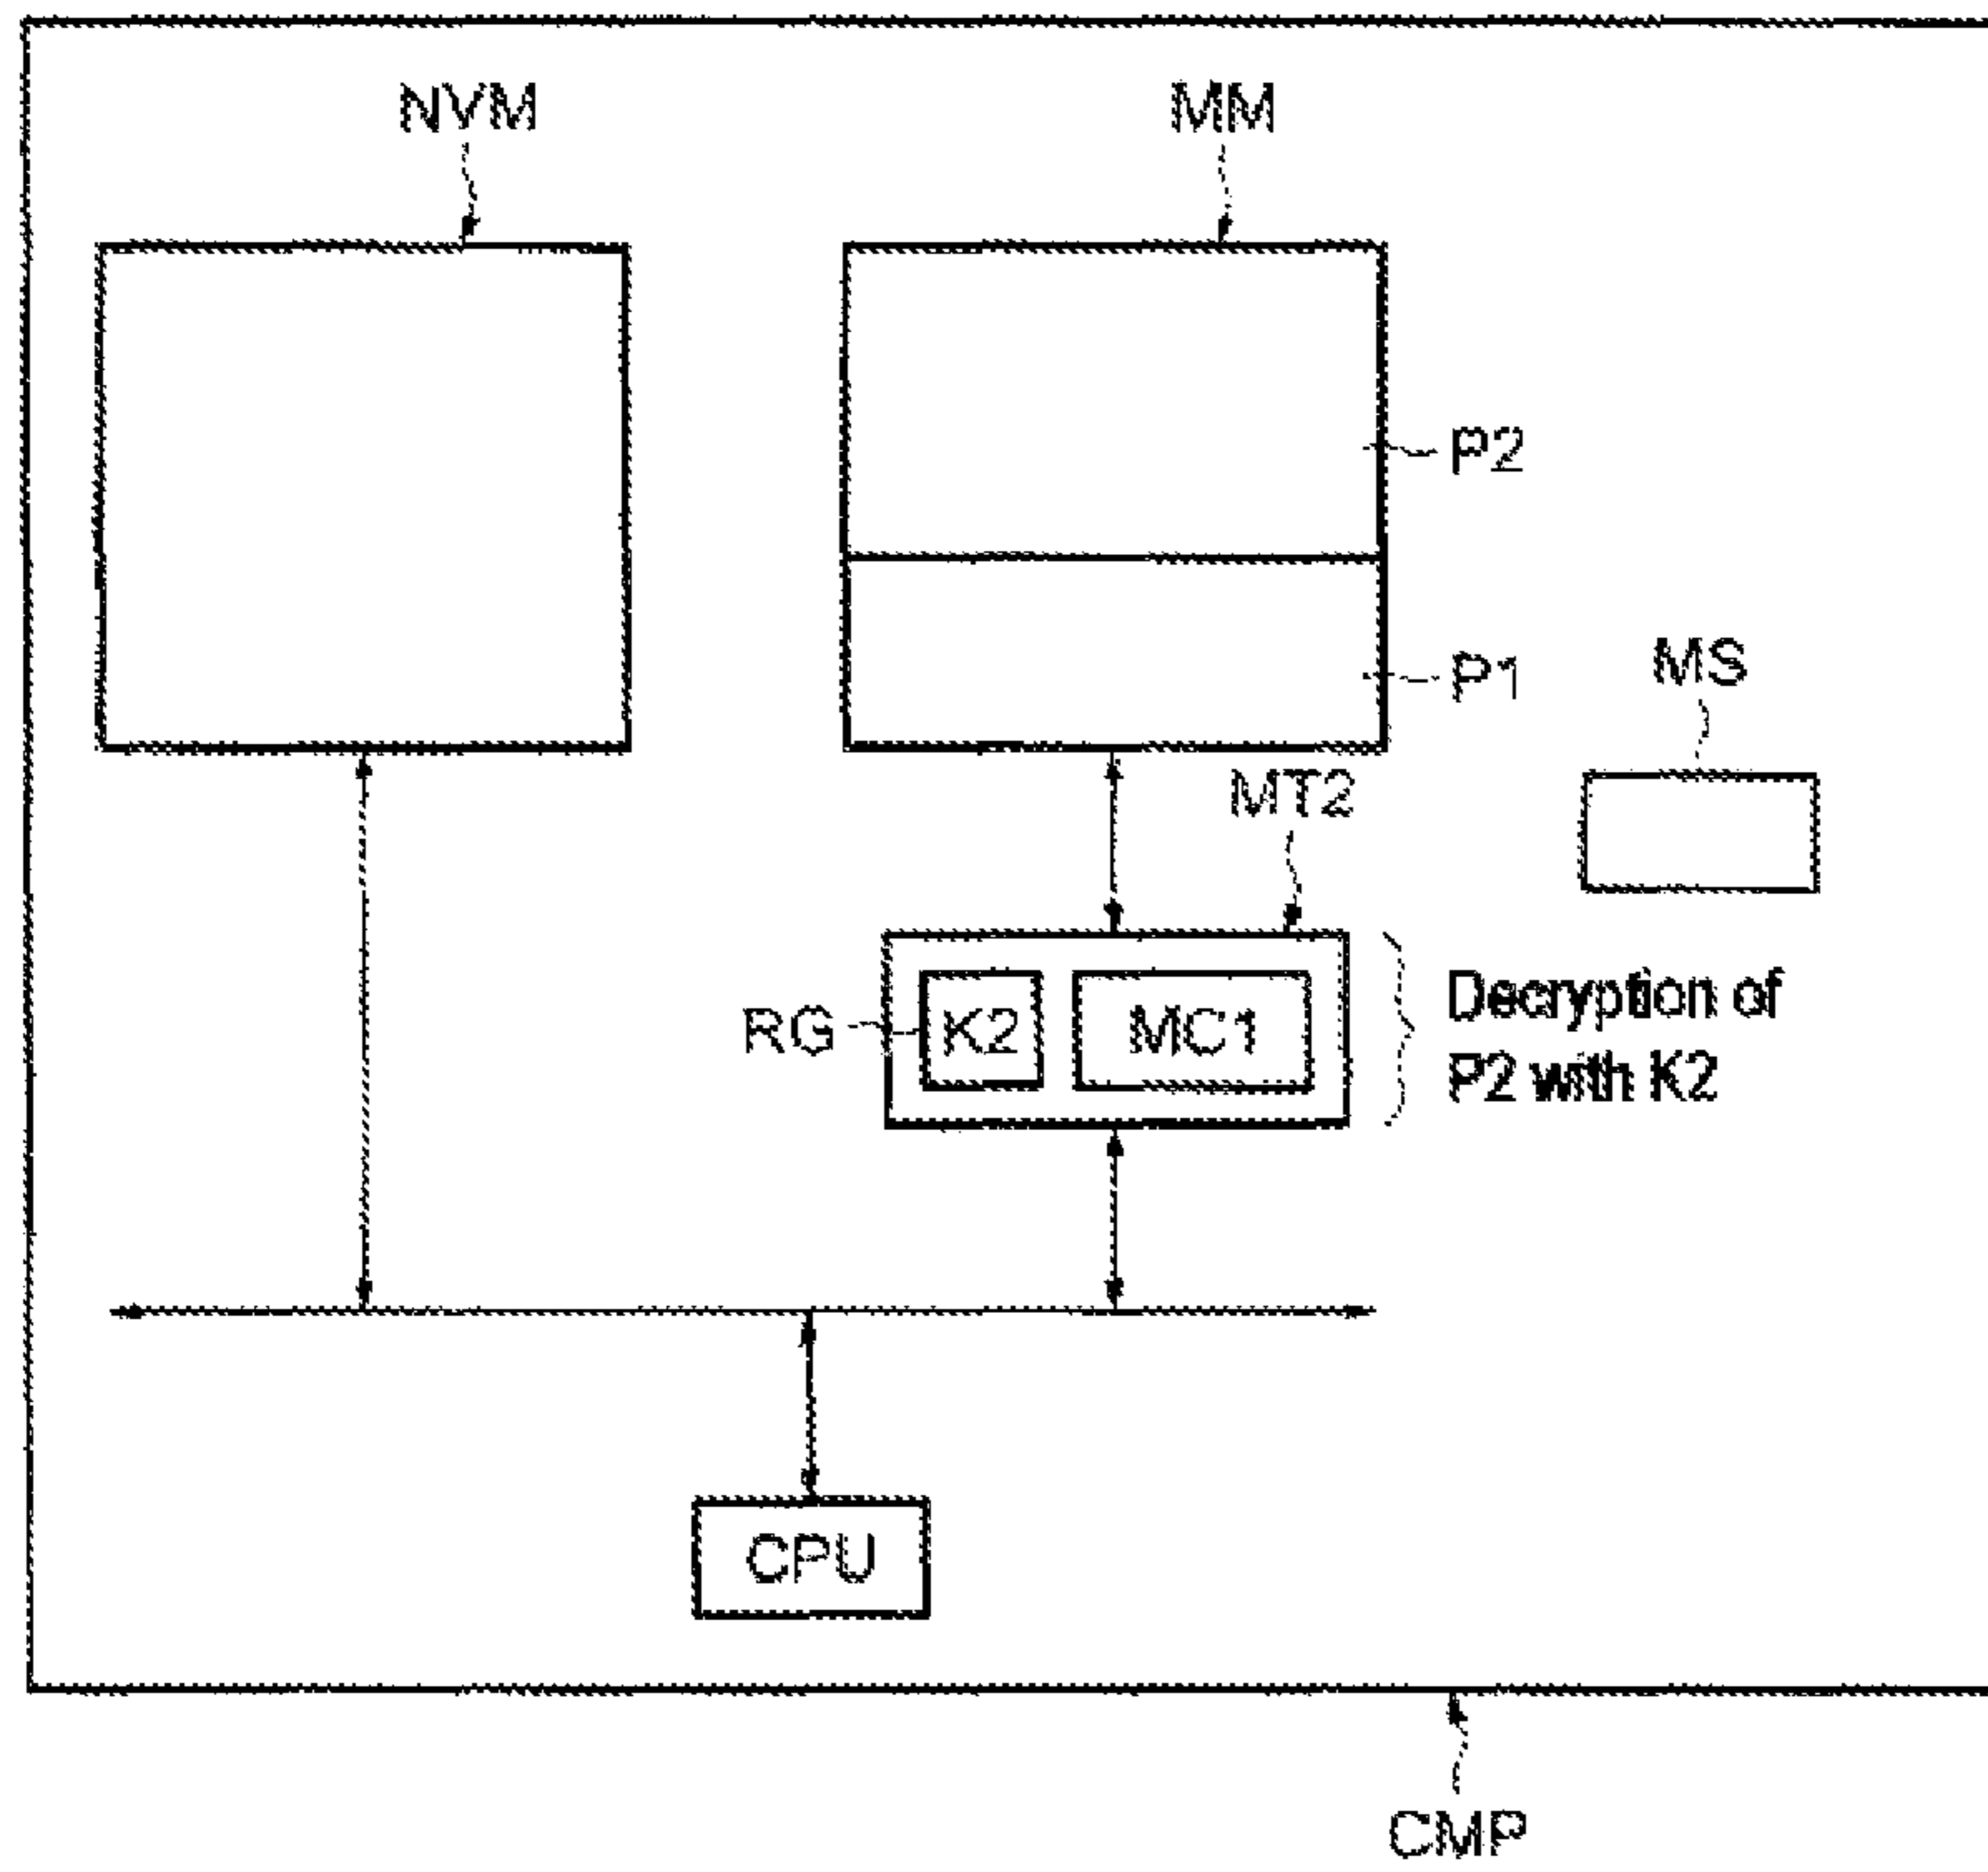 NVM
MM
P2
P1
MS
MT2
RG
K2
MC1
Decryption of
P2 with K2
CPU
CMP